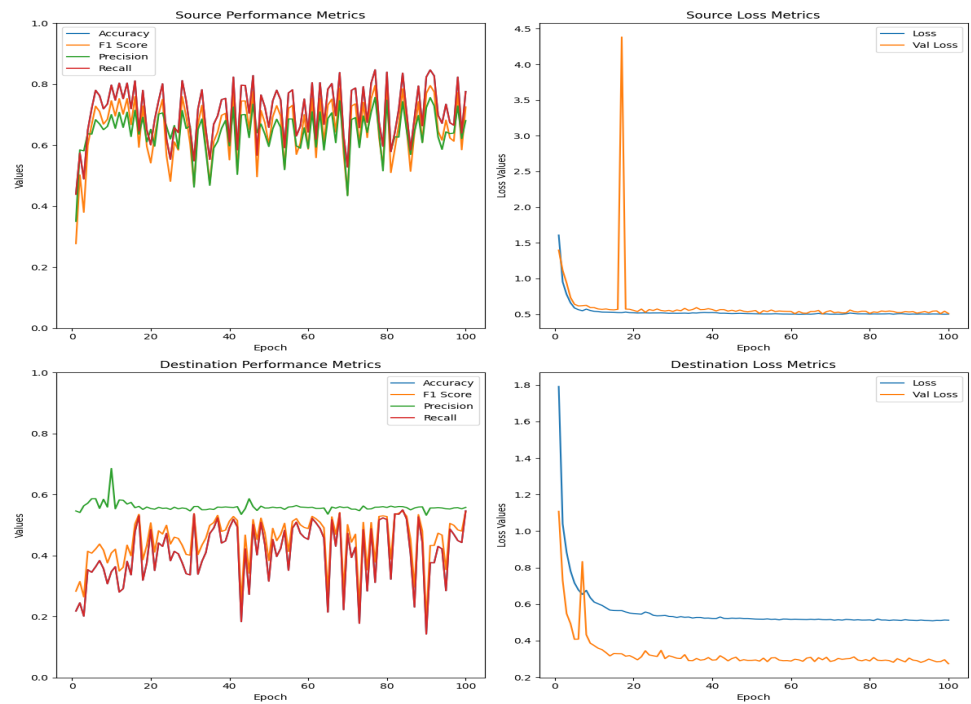 Source Performance Metrics
Values
1.0
0.8
0.6
0.4
0.2
0.0
Accuracy
F1 Score
Precision
Recall
0 20 40 60 80 100
Epoch
Source Loss Metrics
Loss Values
4.5
4.0
3.5
3.0
2.5
2.0
1.5
1.0
0.5
Loss
Val Loss
0 20 40 60 80 100
Epoch
Destination Performance Metrics
Values
1.0
0.8
0.6
0.4
0.2
0.0
Accuracy
F1 Score
Precision
Recall
0 20 40 60 80 100
Epoch
Destination Loss Metrics
Loss Values
1.8
1.6
1.4
1.2
1.0
0.8
0.6
0.4
0.2
Loss
Val Loss
0 20 40 60 80 100
Epoch